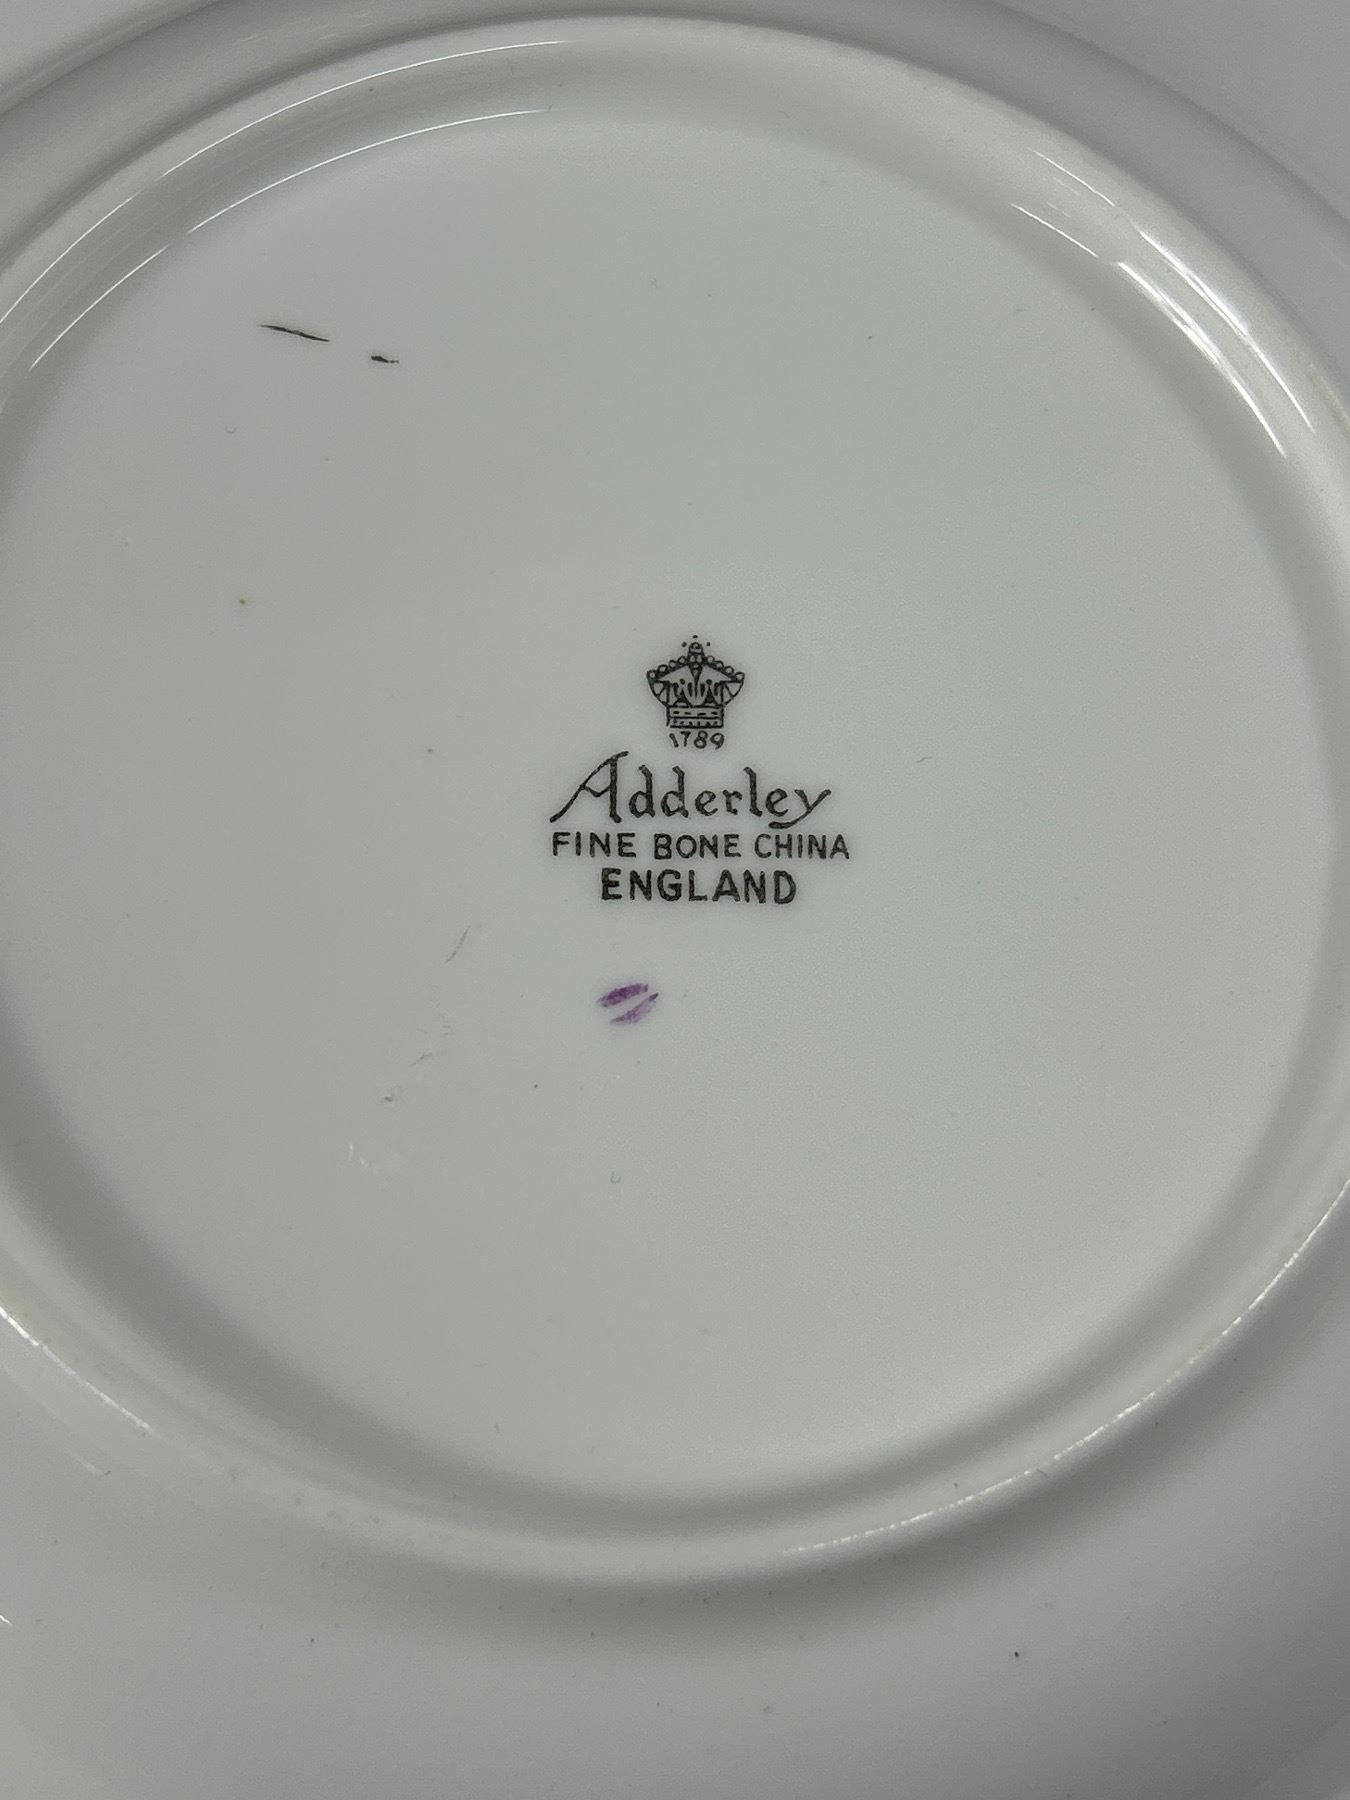 1789
Adderley
FINE BONE CHINA
ENGLAND